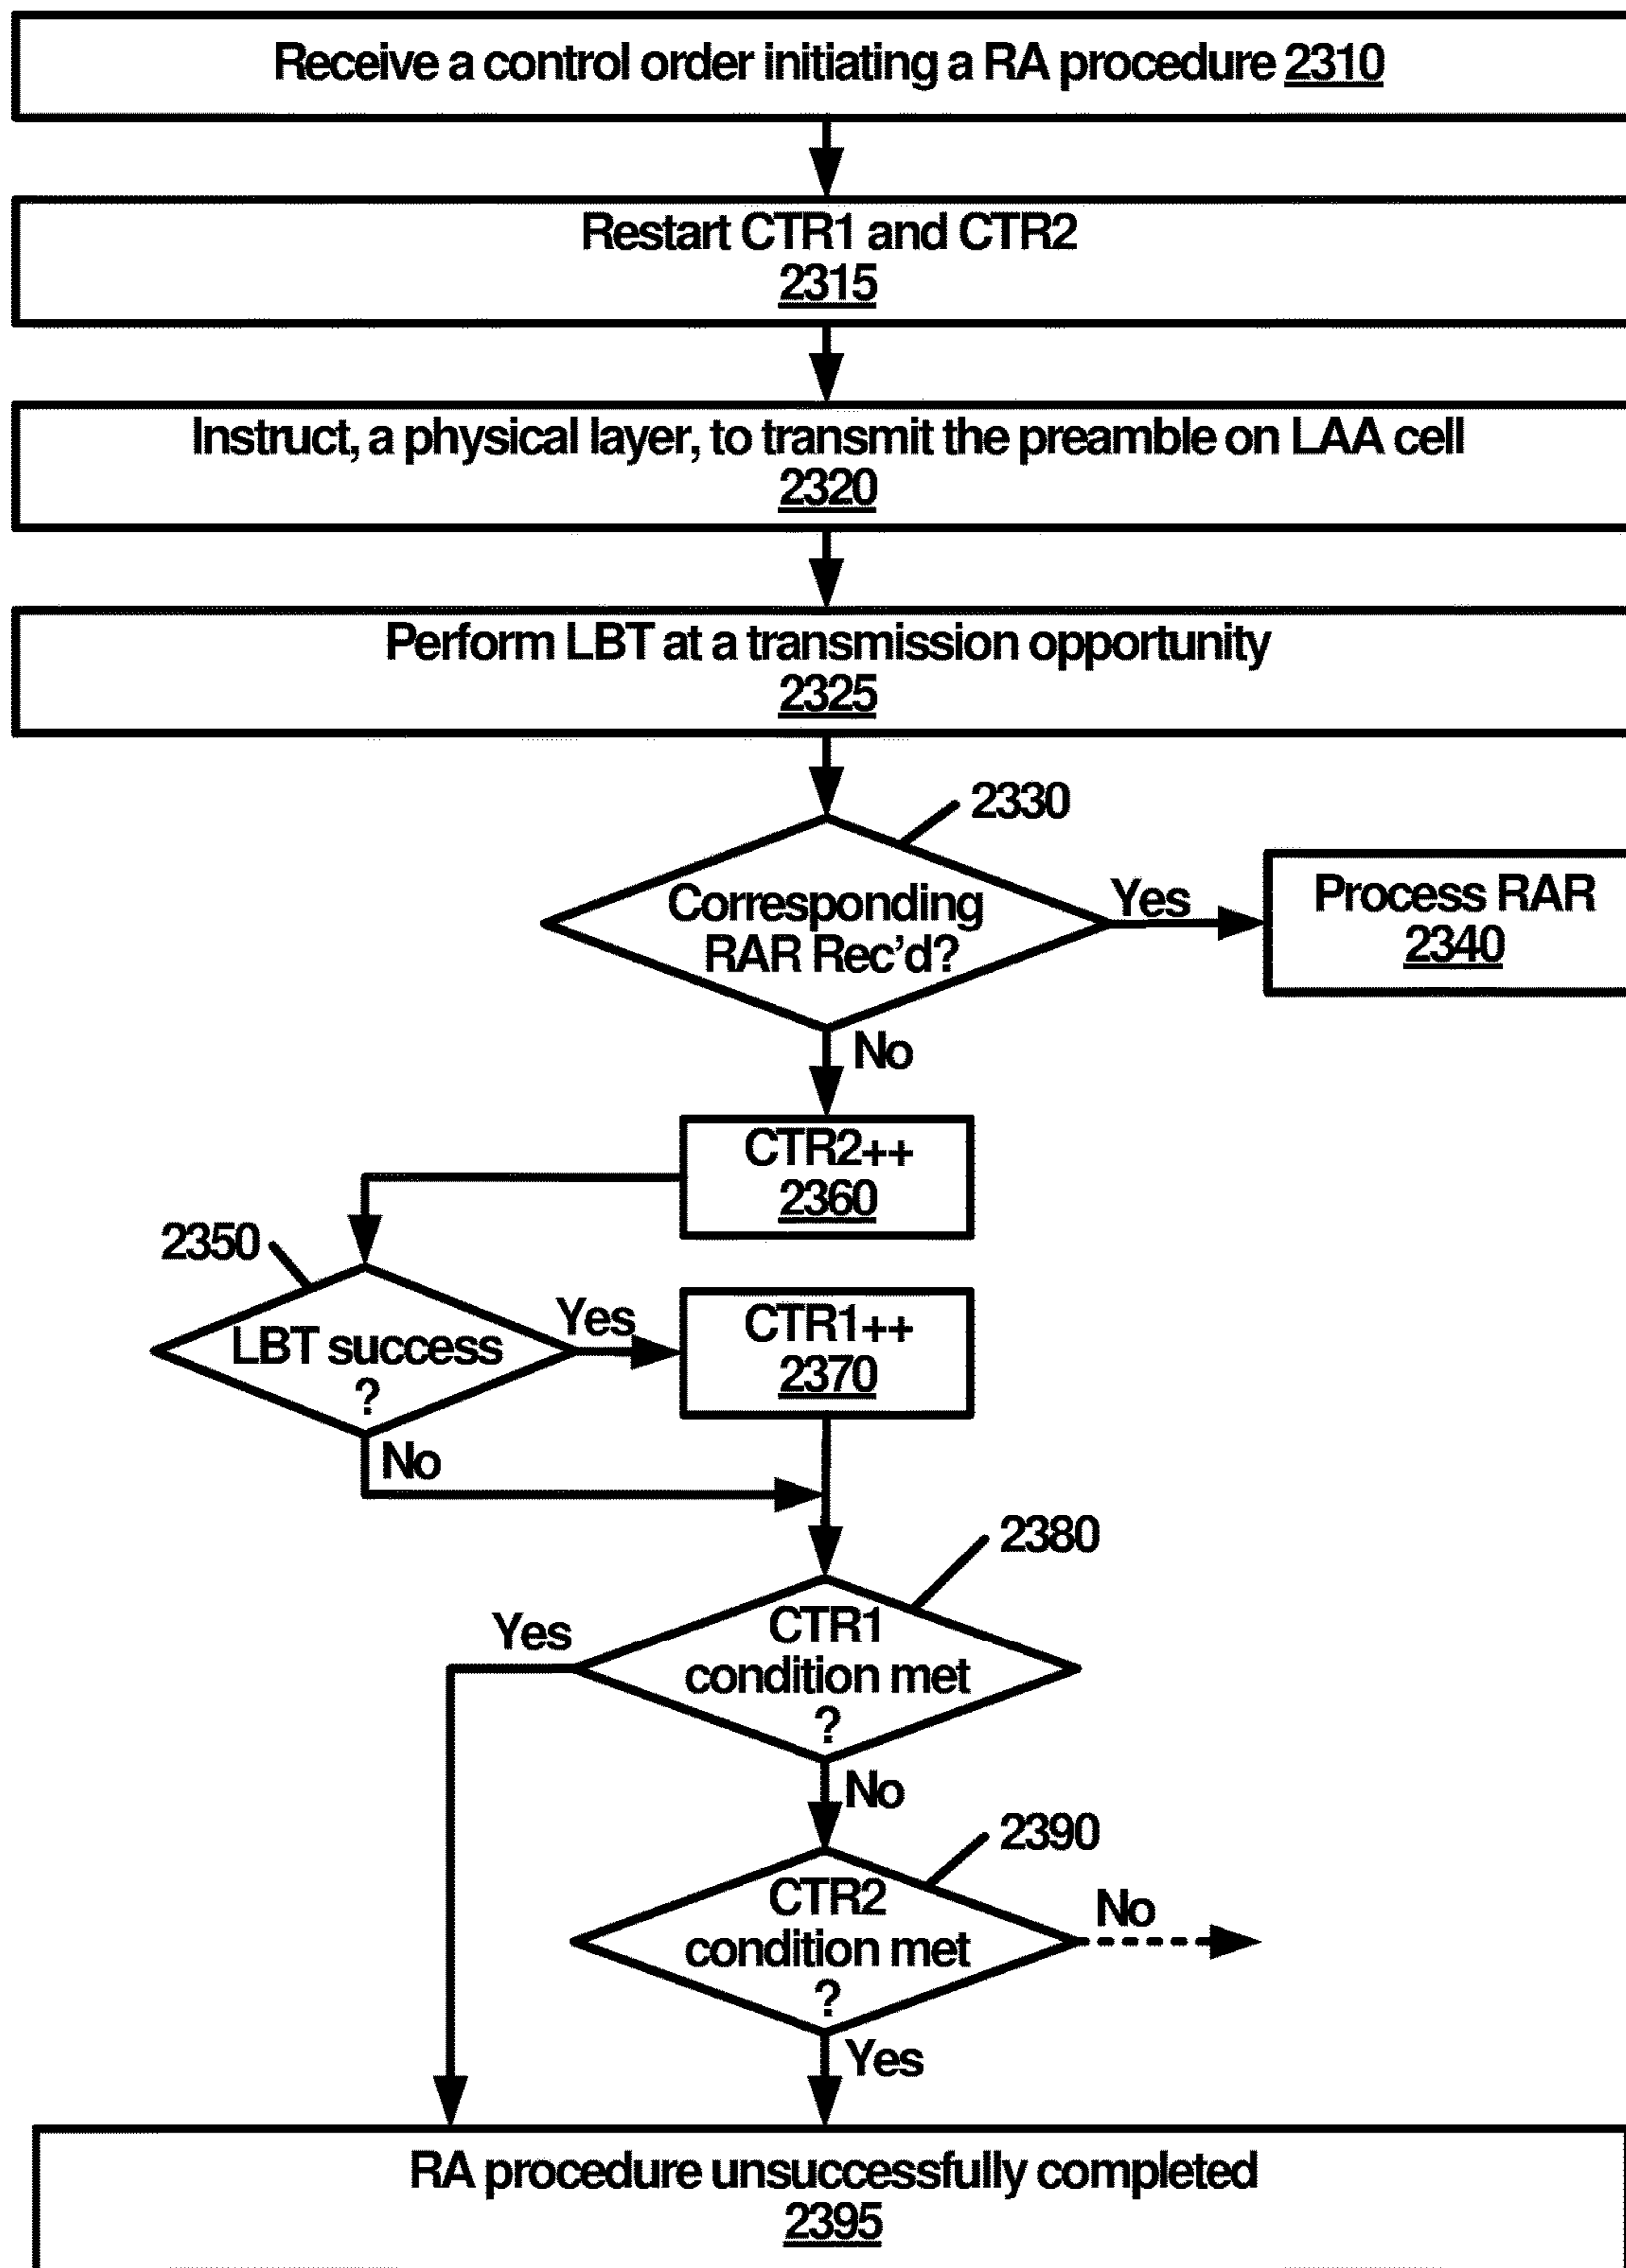 Receive a control order initiating a RA procedure 2310
Restart CTR1 and CTR2
2315
Instruct, a physical layer, to transmit the preamble on LAA cell
2320
Perform LBT at a transmission opportunity
2325
2330
Corresponding
RAR Rec'd?
Yes
Process RAR
2340
No
CTR2++
2360
2350
LBT success
?
Yes
CTR1++
2370
No
2380
CTR1
condition met
?
Yes
No
2390
CTR2
condition met
?
No
Yes
RA procedure unsuccessfully completed
2395